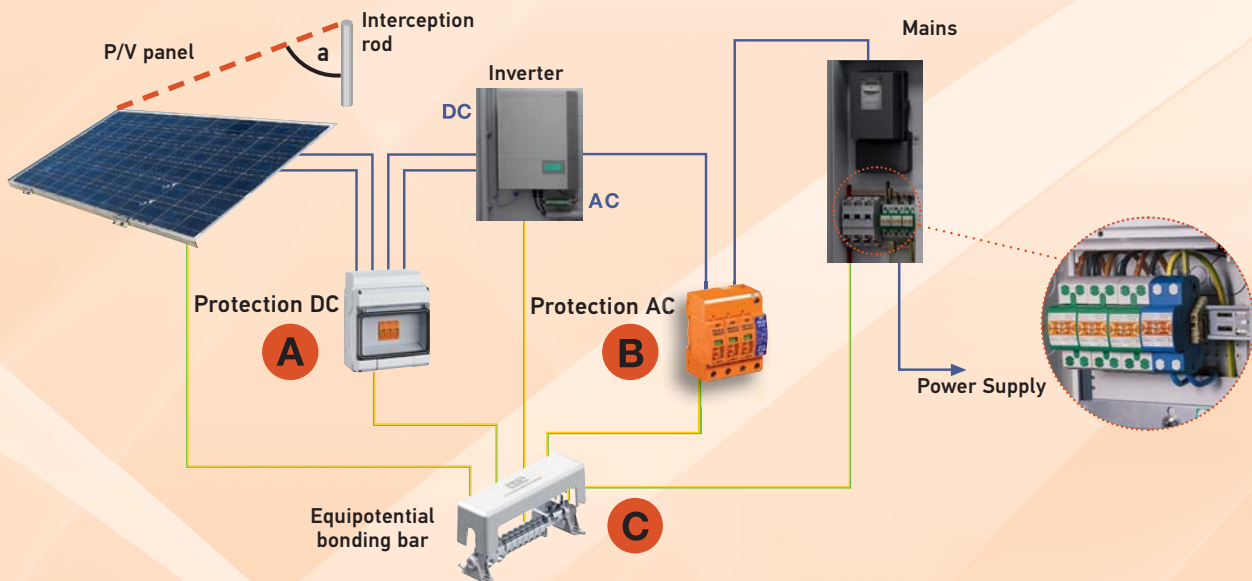 P/V panel
Interception
rod
a
Mains
Inverter
DC
AC
Protection DC
A
Protection AC
B
Power Supply
Equipotential
bonding bar
C